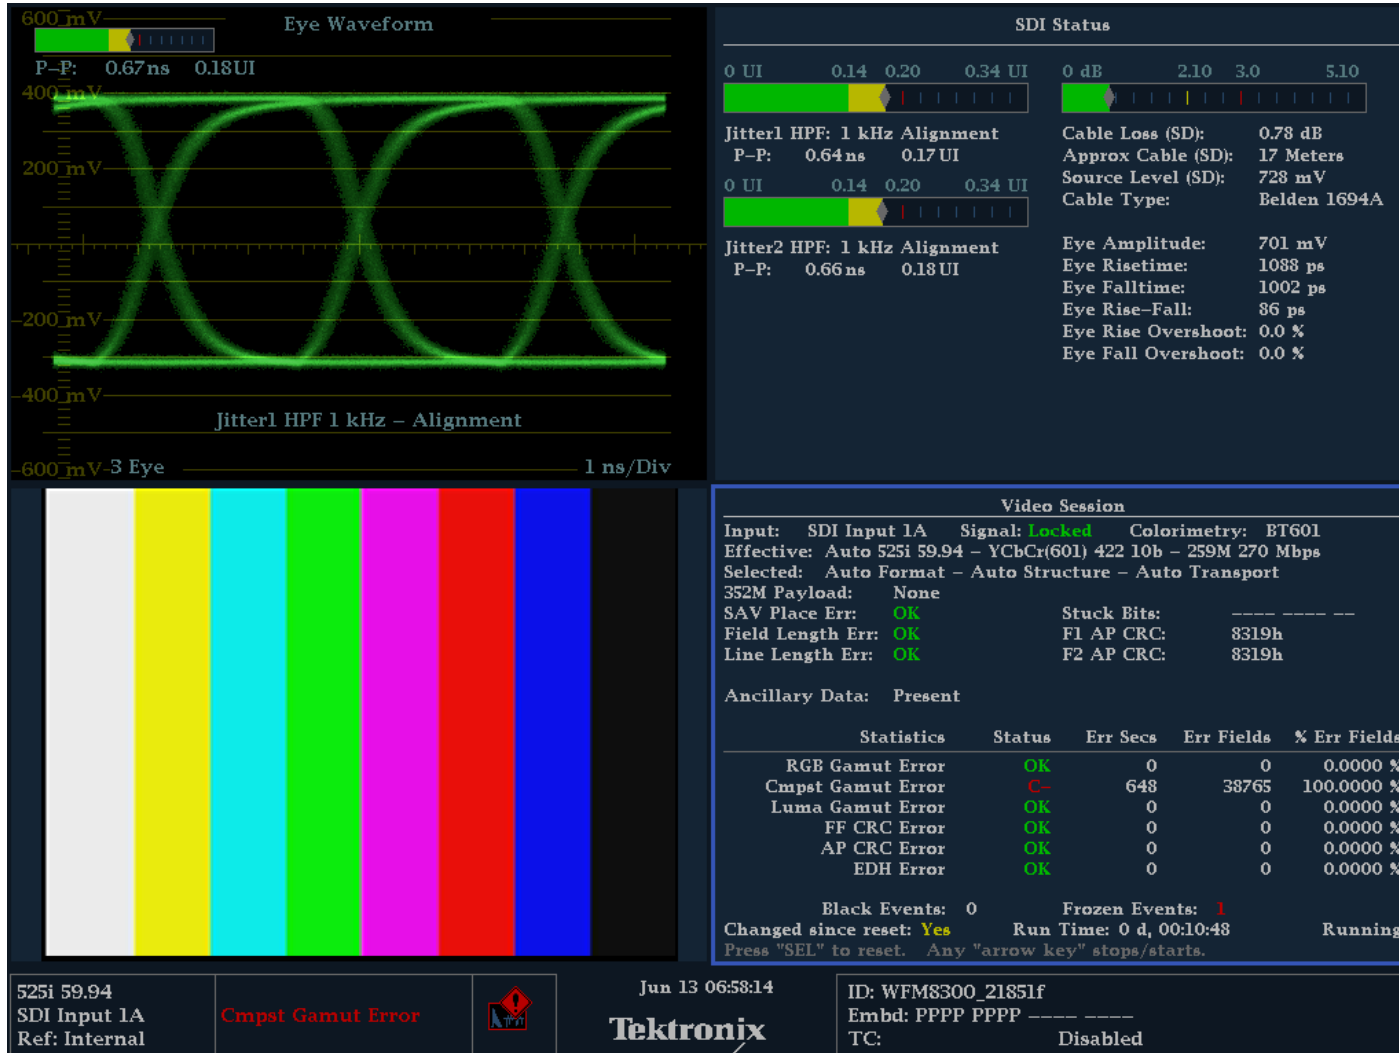 Eye Waveform
600 mV
P-P: 0.67 ns 0.18 UI
400 mV
200 mV
-200 mV
-400 mV
Jitter1 HPF 1 kHz – Alignment
-600 mV
3 Eye
1 ns/Div
SDI Status
0 UI 0.14 0.20 0.34 UI
Jitter1 HPF: 1 kHz Alignment
P-P: 0.64 ns 0.17 UI
0 UI 0.14 0.20 0.34 UI
Jitter2 HPF: 1 kHz Alignment
P-P: 0.66 ns 0.18 UI
0 dB 2.10 3.0 5.10
Cable Loss (SD): 0.78 dB
Approx Cable (SD): 17 Meters
Source Level (SD): 728 mV
Cable Type: Belden 1694A
Eye Amplitude: 701 mV
Eye Risetime: 1088 ps
Eye Falltime: 1002 ps
Eye Rise-Fall: 86 ps
Eye Rise Overshoot: 0.0 %
Eye Fall Overshoot: 0.0 %
Video Session
Input: SDI Input 1A Signal: Locked Colorimetry: BT601
Effective: Auto 525i 59.94 – YCbCr(601) 422 10b – 259M 270 Mbps
Selected: Auto Format – Auto Structure – Auto Transport
352M Payload: None
SAV Place Err: OK Stuck Bits: ---- ---- --
Field Length Err: OK F1 AP CRC: 8319h
Line Length Err: OK F2 AP CRC: 8319h
Ancillary Data: Present
Statistics Status Err Secs Err Fields % Err Fields
RGB Gamut Error OK 0 0 0.0000 %
Cmpst Gamut Error C- 648 38765 100.0000 %
Luma Gamut Error OK 0 0 0.0000 %
FF CRC Error OK 0 0 0.0000 %
AP CRC Error OK 0 0 0.0000 %
EDH Error OK 0 0 0.0000 %
Black Events: 0 Frozen Events: 1
Changed since reset: Yes Run Time: 0 d, 00:10:48 Running
Press "SEL" to reset. Any "arrow key" stops/starts.
525i 59.94
SDI Input 1A
Ref: Internal
Cmpst Gamut Error
Jun 13 06:58:14
Tektronix
ID: WFM8300_21851f
Embd: PPPP PPPP ---- ----
TC: Disabled